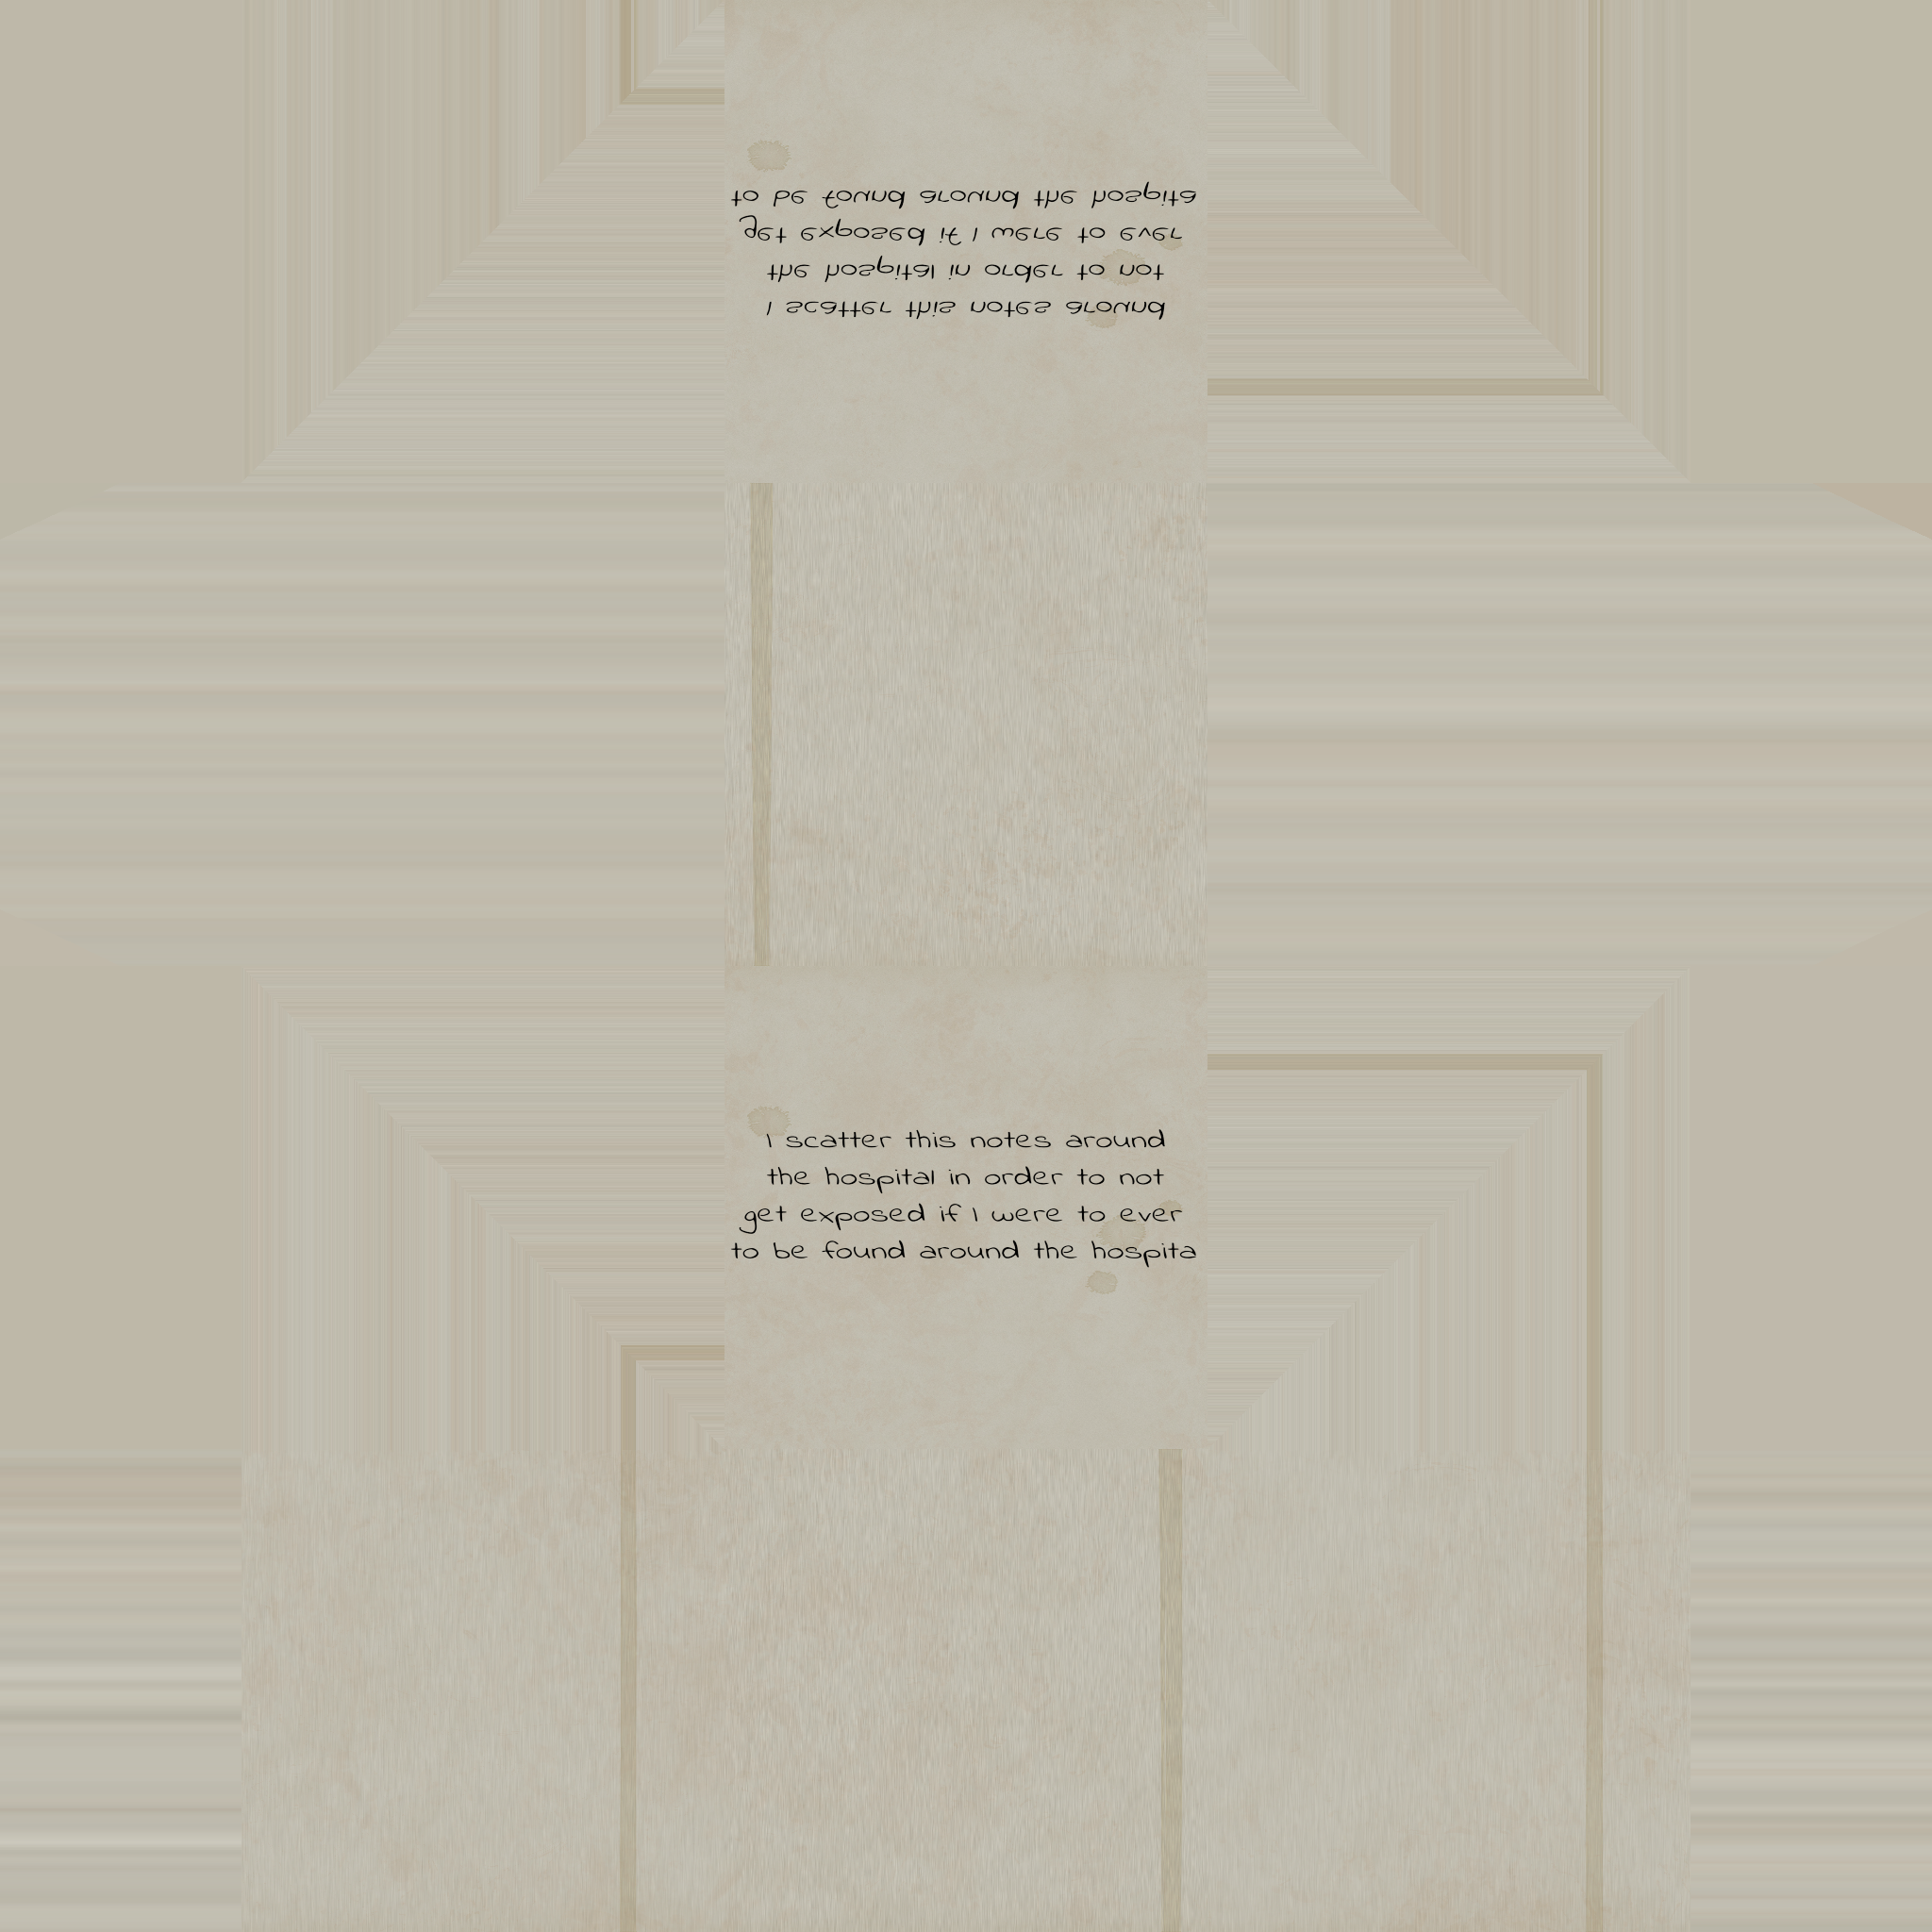 to be found around the hospita
get exposed if I were to ever
the hospital in order to not
I scatter this notes around
I scatter this notes around
the hospital in order to not
get exposed if I were to ever
to be found around the hospita